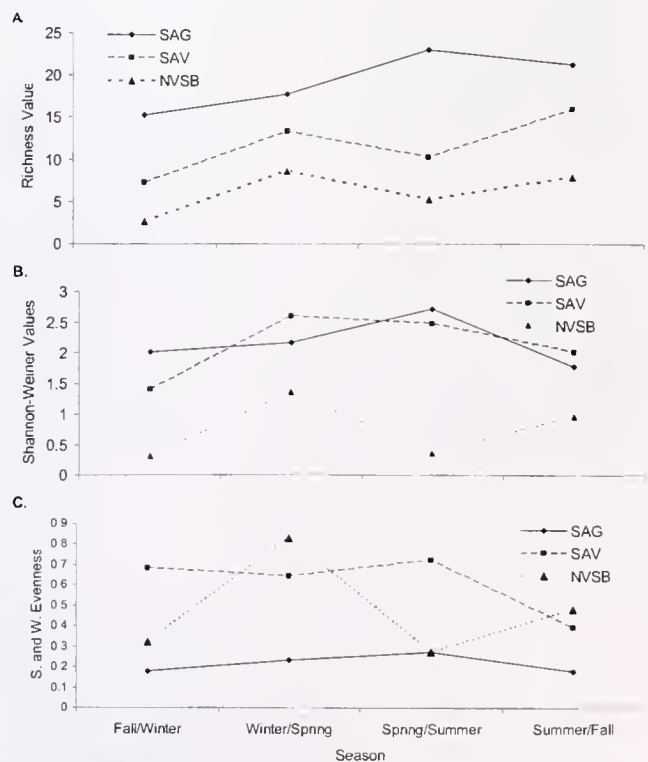 A.
SAG
SAV
NVSB
Richness Value
25
20
15
10
5
0
B.
SAG
SAV
NVSB
Shannon-Weiner Values
3
2.5
2
1.5
1
0.5
0
C.
SAG
SAV
NVSB
S. and W. Evenness
0.9
0.8
0.7
0.6
0.5
0.4
0.3
0.2
0.1
0
Fall/Winter
Winter/Spring
Spring/Summer
Summer/Fall
Season